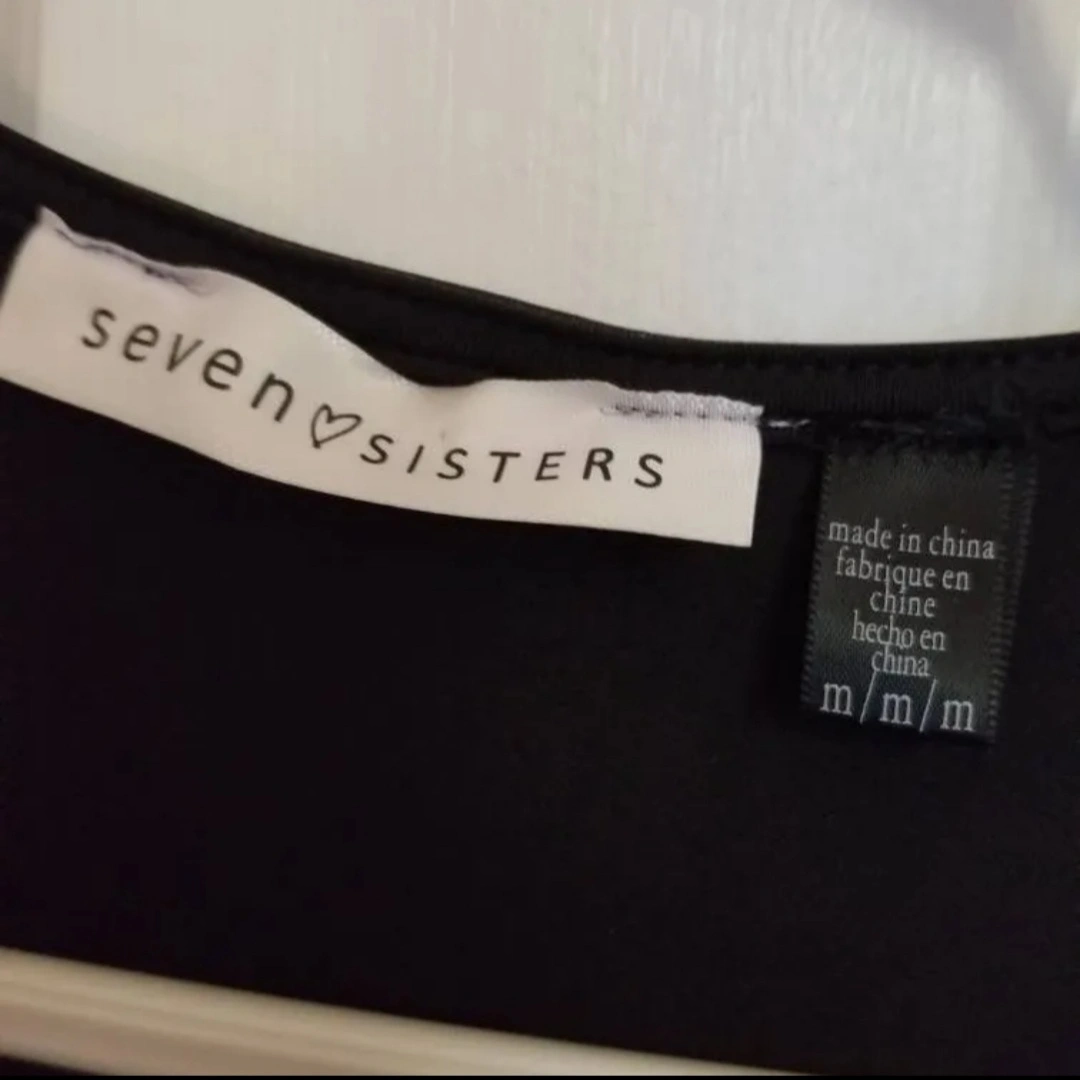 seven♡SISTERS
made in china
fabrique en
chine
hecho en
china
m/m/m